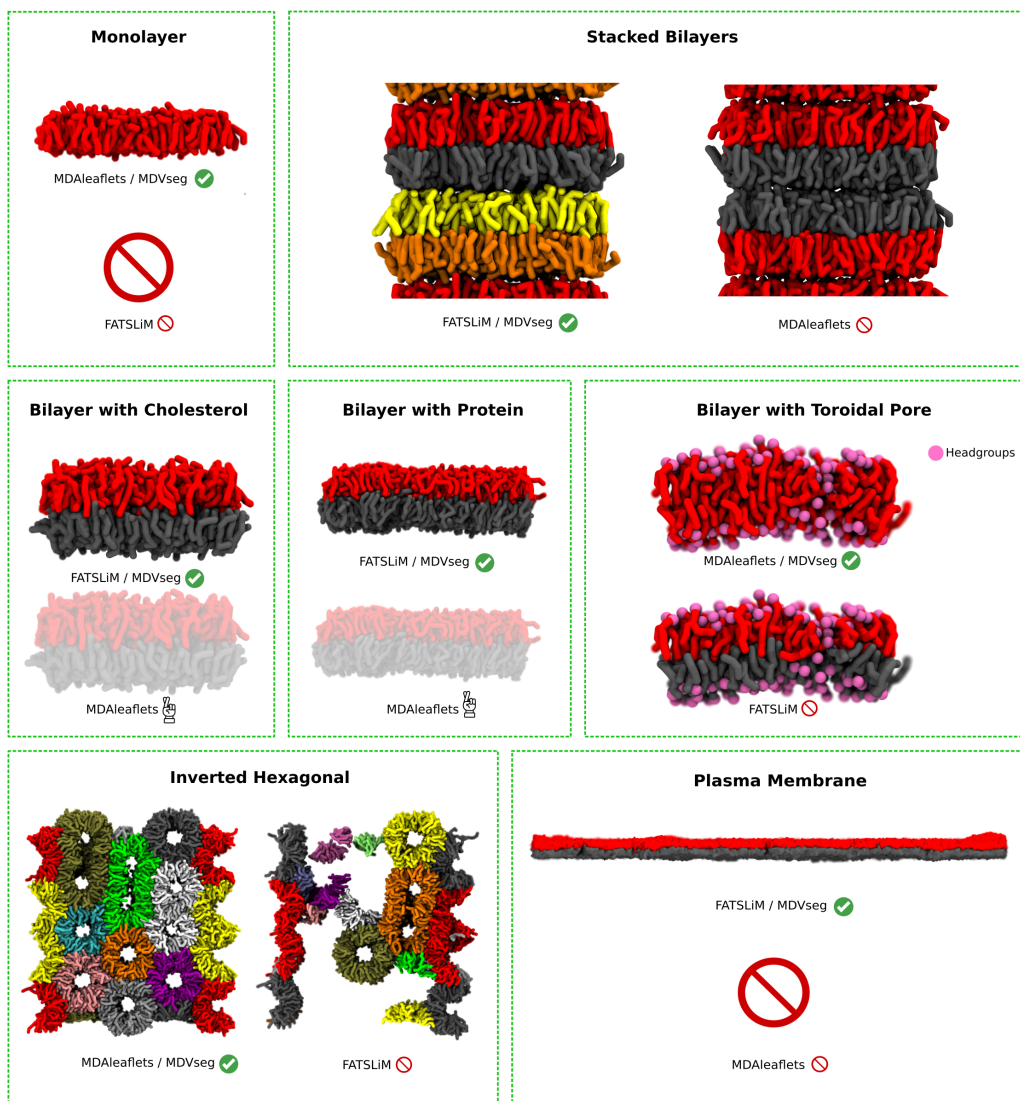 Monolayer
MDAleaflets / MDVseg
FATSLiM
Stacked Bilayers
FATSLiM / MDVseg
MDAleaflets
Bilayer with Cholesterol
FATSLiM / MDVseg
MDAleaflets
Bilayer with Protein
FATSLiM / MDVseg
MDAleaflets
Bilayer with Toroidal Pore
Headgroups
MDAleaflets / MDVseg
FATSLiM
Inverted Hexagonal
MDAleaflets / MDVseg
FATSLiM
Plasma Membrane
FATSLiM / MDVseg
MDAleaflets